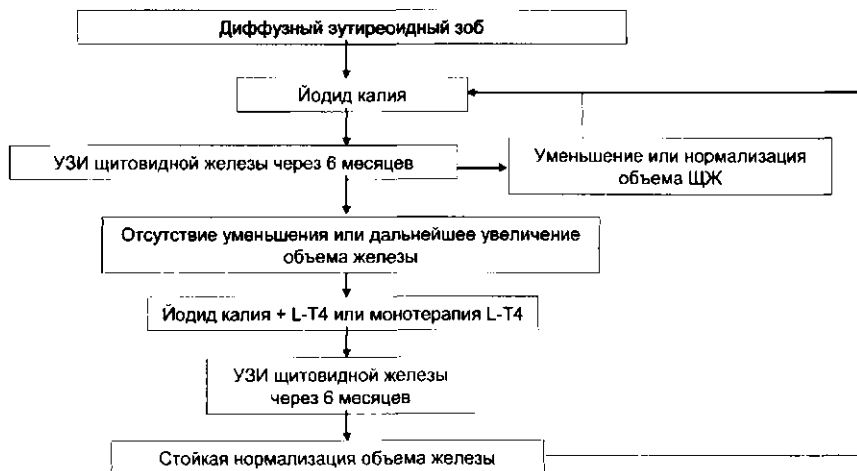 Диффузный эутиреоидный зоб
Йодид калия
УЗИ щитовидной железы через 6 месяцев
Уменьшение или нормализация
объема ЩЖ
Отсутствие уменьшения или дальнейшее увеличение
объема железы
Йодид калия + L-T4 или монотерапия L-T4
УЗИ щитовидной железы
через 6 месяцев
Стойкая нормализация объема железы